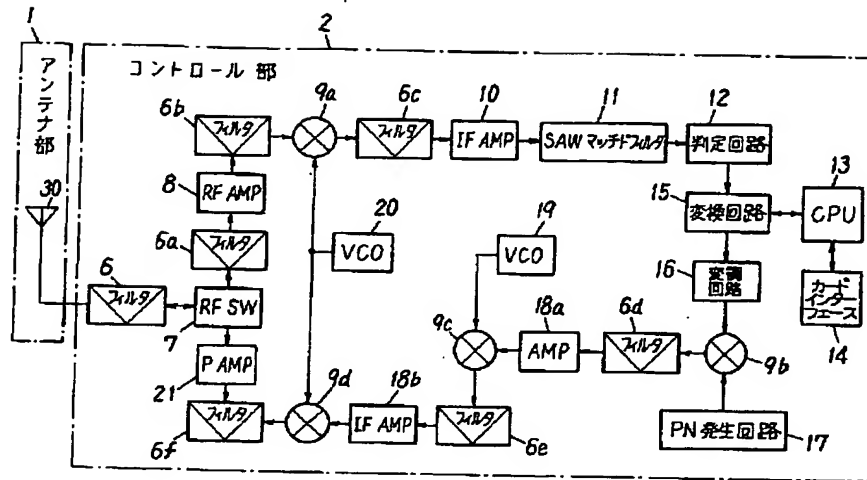 1
アンテナ部
30
2
コントロール部
6b
フィルタ
9a
6c
フィルタ
10
IF AMP
11
SAW マッチドフィルタ
12
判定回路
8
RF AMP
6a
フィルタ
20
VCO
19
VCO
15
変換回路
13
CPU
6
フィルタ
7
RF SW
16
変調
回路
カード
インター
フェース
14
21
P AMP
9c
18a
AMP
6d
フィルタ
9b
6f
フィルタ
9d
18b
IF AMP
フィルタ
6e
PN 発生回路
17